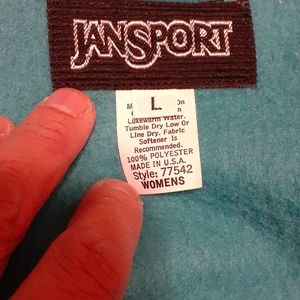 JANSPORT
L
M On
n
Lukewarm Water.
Tumble Dry Low Or
Line Dry. Fabric
Softener Is
Recommended.
100% POLYESTER
MADE IN U.S.A.
Style: 77542
WOMENS